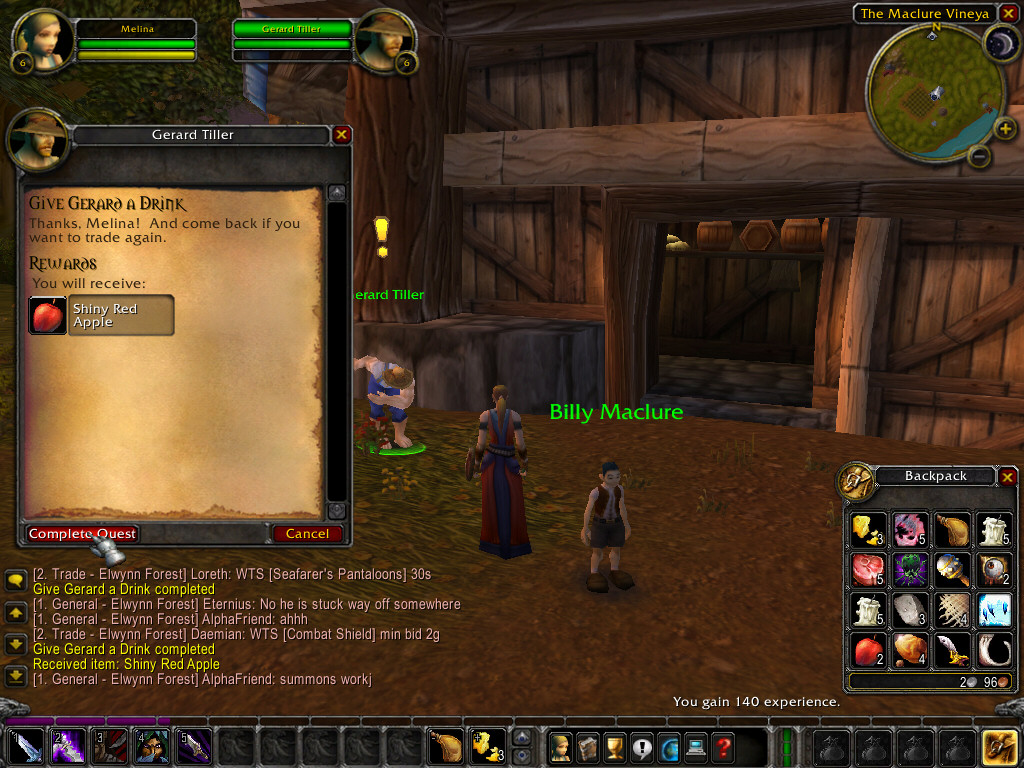 Melina
6
Gerard Tiller
6
The Maclure Vineya
N
Gerard Tiller
Give Gerard a Drink
Thanks, Melina! And come back if you
want to trade again.
Rewards
You will receive:
Shiny Red
Apple
Complete Quest
Cancel
erard Tiller
Billy Maclure
Backpack
3
5
5
5
2
5
3
4
2
4
2 96
[2. Trade - Elwynn Forest] Loreth: WTS [Seafarer's Pantaloons] 30s
Give Gerard a Drink completed
[1. General - Elwynn Forest] Eternius: No he is stuck way off somewhere
[1. General - Elwynn Forest] AlphaFriend: ahhh
[2. Trade - Elwynn Forest] Daemian: WTS [Combat Shield] min bid 2g
Give Gerard a Drink completed
Received item: Shiny Red Apple
[1. General - Elwynn Forest] AlphaFriend: summons workj
You gain 140 experience.
2
3
4
5
3